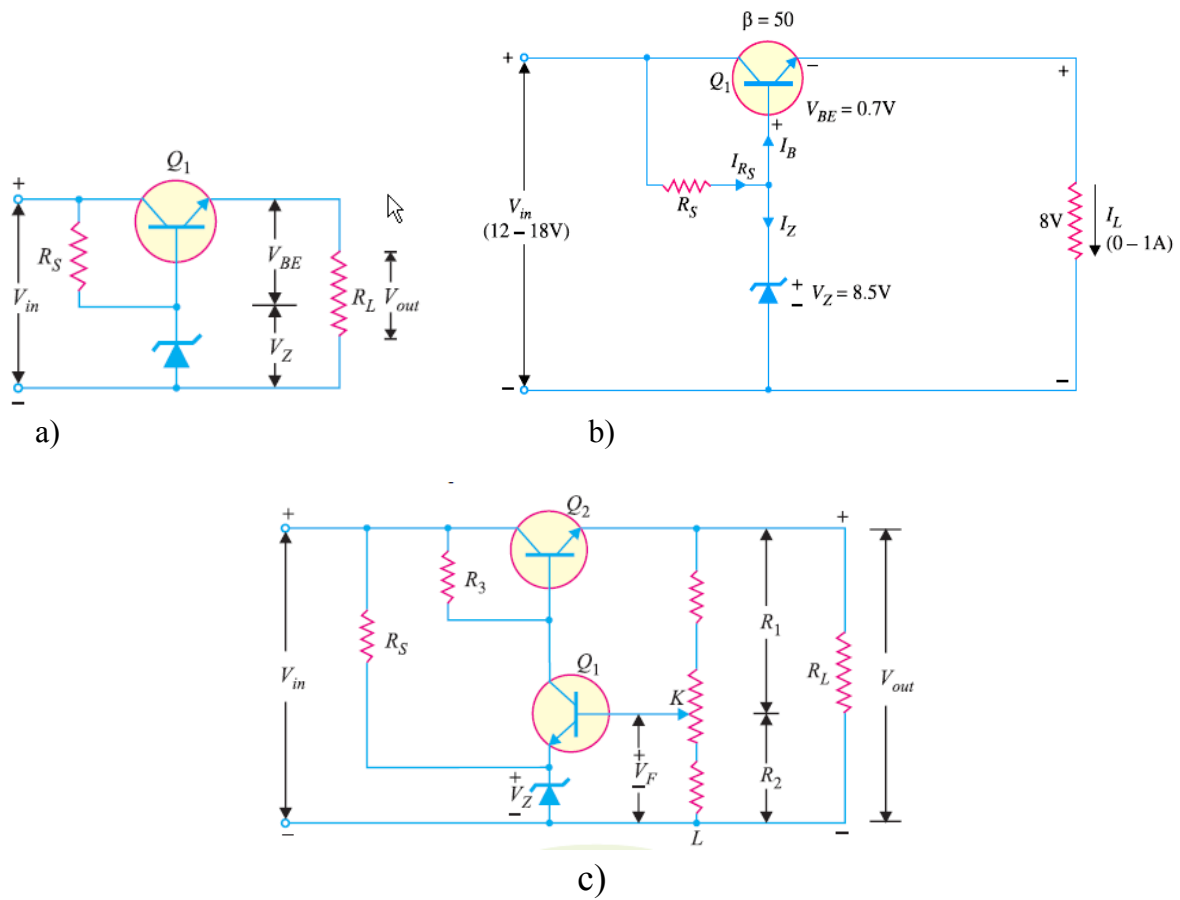 Q1
+
RS
Vin
VBE
VZ
RL
Vout
−
a)
β = 50
+
Q1
−
VBE = 0.7V
+
IB
IRS
RS
IZ
Vin
(12 – 18V)
+
−
VZ = 8.5V
+
8V
IL
(0 – 1A)
−
−
b)
-
Q2
+
+
R3
RS
Vin
Q1
K
R1
RL
Vout
+
VF
−
R2
+
VZ
−
−
L
−
c)